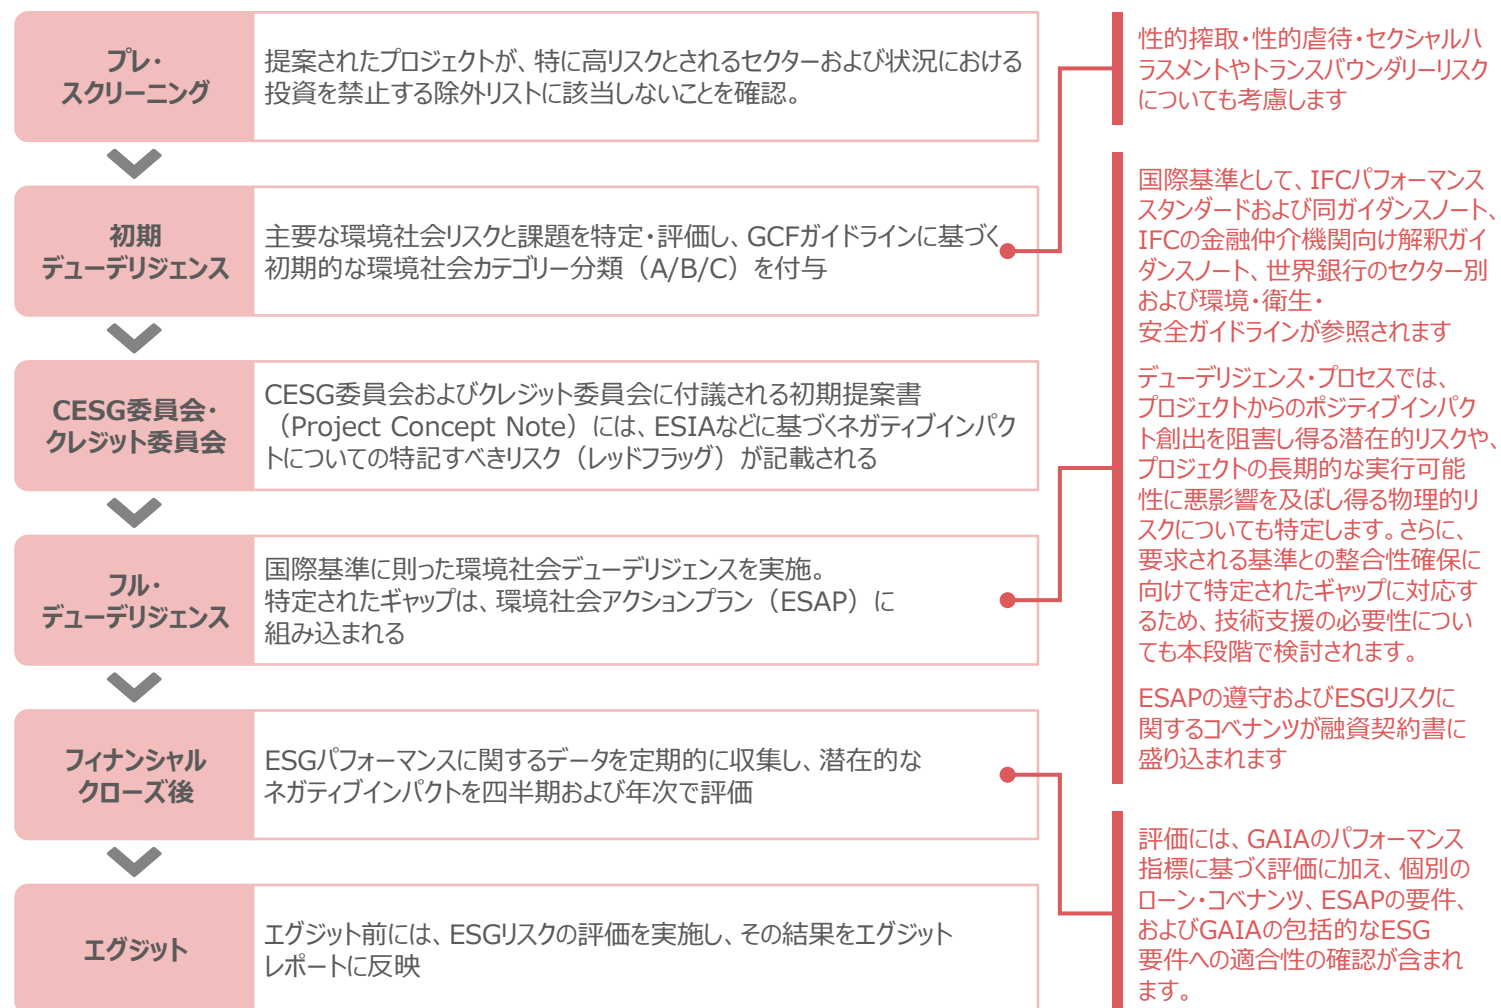 プレ・
スクリーニング
提案されたプロジェクトが、特に高リスクとされるセクターおよび状況における
投資を禁止する除外リストに該当しないことを確認。
初期
デューデリジェンス
主要な環境社会リスクと課題を特定・評価し、GCFガイドラインに基づく
初期的な環境社会カテゴリー分類（A/B/C）を付与
CESG委員会・
クレジット委員会
CESG委員会およびクレジット委員会に付議される初期提案書
（Project Concept Note）には、ESIAなどに基づくネガティブインパク
トについての特記すべきリスク（レッドフラッグ）が記載される
フル・
デューデリジェンス
国際基準に則った環境社会デューデリジェンスを実施。
特定されたギャップは、環境社会アクションプラン（ESAP）に
組み込まれる
フィナンシャル
クローズ後
ESGパフォーマンスに関するデータを定期的に収集し、潜在的な
ネガティブインパクトを四半期および年次で評価
エグジット
エグジット前には、ESGリスクの評価を実施し、その結果をエグジット
レポートに反映
性的搾取・性的虐待・セクシャルハ
ラスメントやトランスバウンダリーリスク
についても考慮します
国際基準として、IFCパフォーマンス
スタンダードおよび同ガイダンスノート、
IFCの金融仲介機関向け解釈ガイ
ダンスノート、世界銀行のセクター別
および環境・衛生・
安全ガイドラインが参照されます
デューデリジェンス・プロセスでは、
プロジェクトからのポジティブインパク
ト創出を阻害し得る潜在的リスクや、
プロジェクトの長期的な実行可能
性に悪影響を及ぼし得る物理的リ
スクについても特定します。さらに、
要求される基準との整合性確保に
向けて特定されたギャップに対応す
るため、技術支援の必要性につい
ても本段階で検討されます。
ESAPの遵守およびESGリスクに
関するコベナンツが融資契約書に
盛り込まれます
評価には、GAIAのパフォーマンス
指標に基づく評価に加え、個別の
ローン・コベナンツ、ESAPの要件、
およびGAIAの包括的なESG
要件への適合性の確認が含まれ
ます。